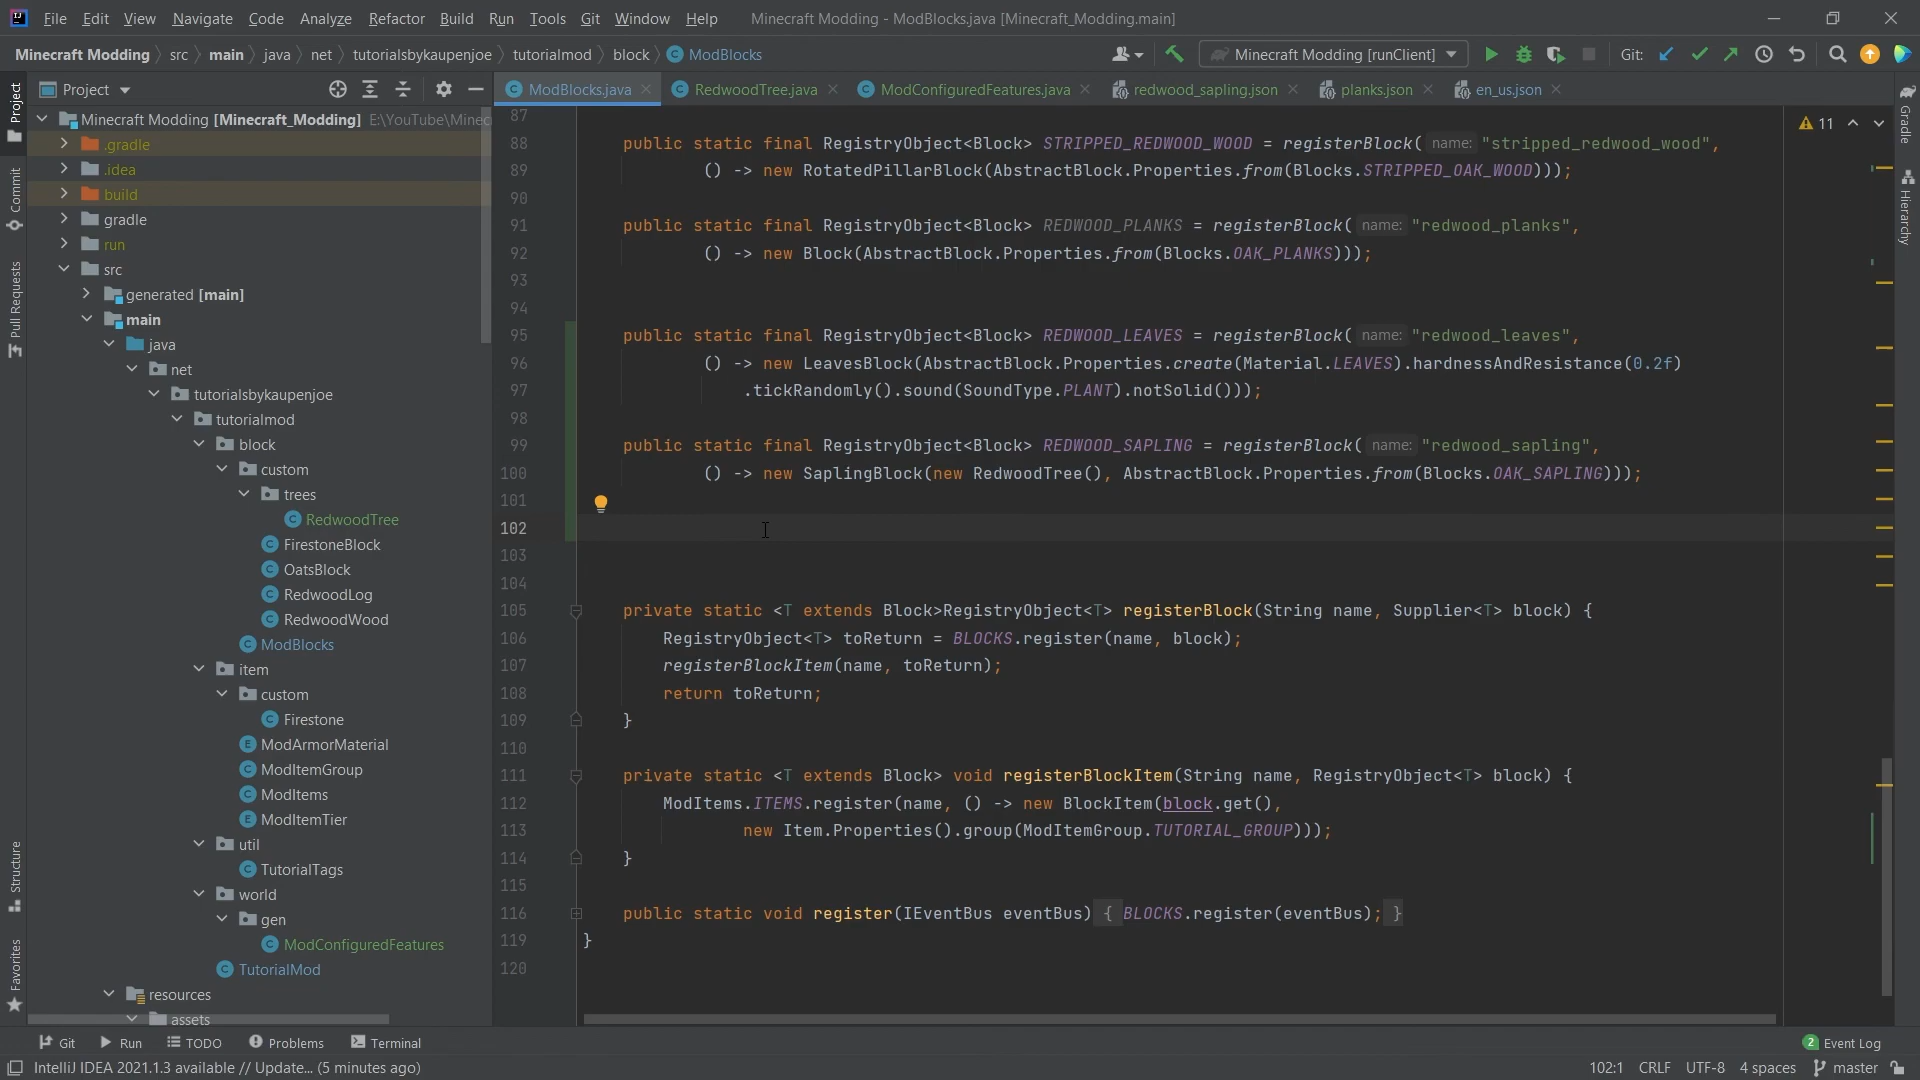 File Edit View Navigate Code Analyze Refactor Build Run Tools Git Window Help Minecraft Modding - ModBlocks.java [Minecraft_Modding.main]
Minecraft Modding src main java net tutorialsbykaupenjoe tutorialmod block ModBlocks Minecraft Modding [runClient] Git:
Project
ModBlocks.java RedwoodTree.java ModConfiguredFeatures.java redwood_sapling.json planks.json en_us.json
Project
Commit
Pull Requests
Structure
Favorites
Gradle
Hierarchy
Minecraft Modding [Minecraft_Modding] E:\YouTube\Minec
.gradle
.idea
build
gradle
run
src
generated [main]
main
java
net
tutorialsbykaupenjoe
tutorialmod
block
custom
trees
RedwoodTree
FirestoneBlock
OatsBlock
RedwoodLog
RedwoodWood
ModBlocks
item
custom
Firestone
ModArmorMaterial
ModItemGroup
ModItems
ModItemTier
util
TutorialTags
world
gen
ModConfiguredFeatures
TutorialMod
resources
assets
11
87
88 public static final RegistryObject<Block> STRIPPED_REDWOOD_WOOD = registerBlock( name: "stripped_redwood_wood",
89 () -> new RotatedPillarBlock(AbstractBlock.Properties.from(Blocks.STRIPPED_OAK_WOOD)));
90
91 public static final RegistryObject<Block> REDWOOD_PLANKS = registerBlock( name: "redwood_planks",
92 () -> new Block(AbstractBlock.Properties.from(Blocks.OAK_PLANKS)));
93
94
95 public static final RegistryObject<Block> REDWOOD_LEAVES = registerBlock( name: "redwood_leaves",
96 () -> new LeavesBlock(AbstractBlock.Properties.create(Material.LEAVES).hardnessAndResistance(0.2f)
97 .tickRandomly().sound(SoundType.PLANT).notSolid()));
98
99 public static final RegistryObject<Block> REDWOOD_SAPLING = registerBlock( name: "redwood_sapling",
100 () -> new SaplingBlock(new RedwoodTree(), AbstractBlock.Properties.from(Blocks.OAK_SAPLING)));
101
102
103
104
105 private static <T extends Block>RegistryObject<T> registerBlock(String name, Supplier<T> block) {
106 RegistryObject<T> toReturn = BLOCKS.register(name, block);
107 registerBlockItem(name, toReturn);
108 return toReturn;
109 }
110
111 private static <T extends Block> void registerBlockItem(String name, RegistryObject<T> block) {
112 ModItems.ITEMS.register(name, () -> new BlockItem(block.get(),
113 new Item.Properties().group(ModItemGroup.TUTORIAL_GROUP)));
114 }
115
116 public static void register(IEventBus eventBus) { BLOCKS.register(eventBus); }
119 }
120
Git Run TODO Problems Terminal 2 Event Log
IntelliJ IDEA 2021.1.3 available // Update... (5 minutes ago) 102:1 CRLF UTF-8 4 spaces master